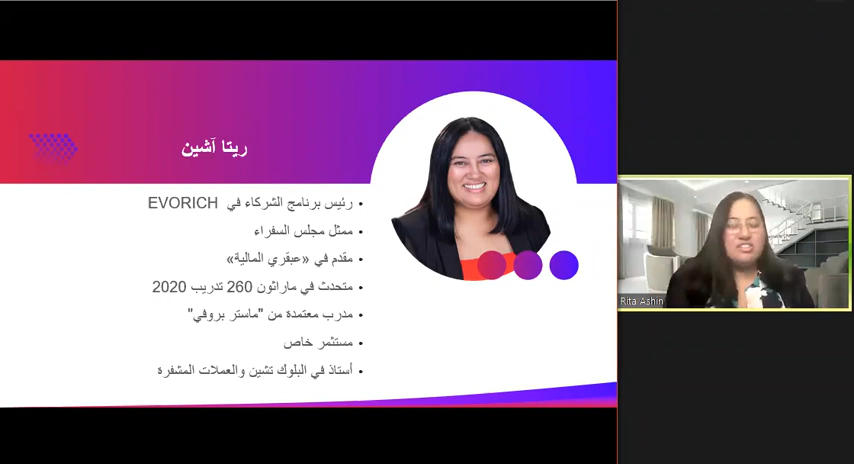 ريتا آشين
رئيس برنامج الشركاء في EVORICH
ممثل مجلس السفراء
مقدم في «عبقري المالية»
متحدث في ماراثون 260 تدريب 2020
مدرب معتمدة من "ماستر بروفي"
مستثمر خاص
أستاذ في البلوك تشين والعملات المشفرة
Rita Ashin